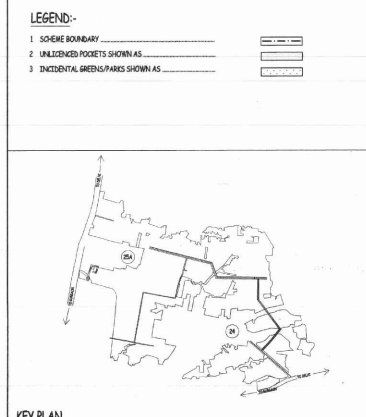 LEGEND:-
1 SCHEME BOUNDARY
2 UNLICENCED POCKETS SHOWN AS
3 INCIDENTAL GREENS/PARKS SHOWN AS
25A
24
KEY PLAN